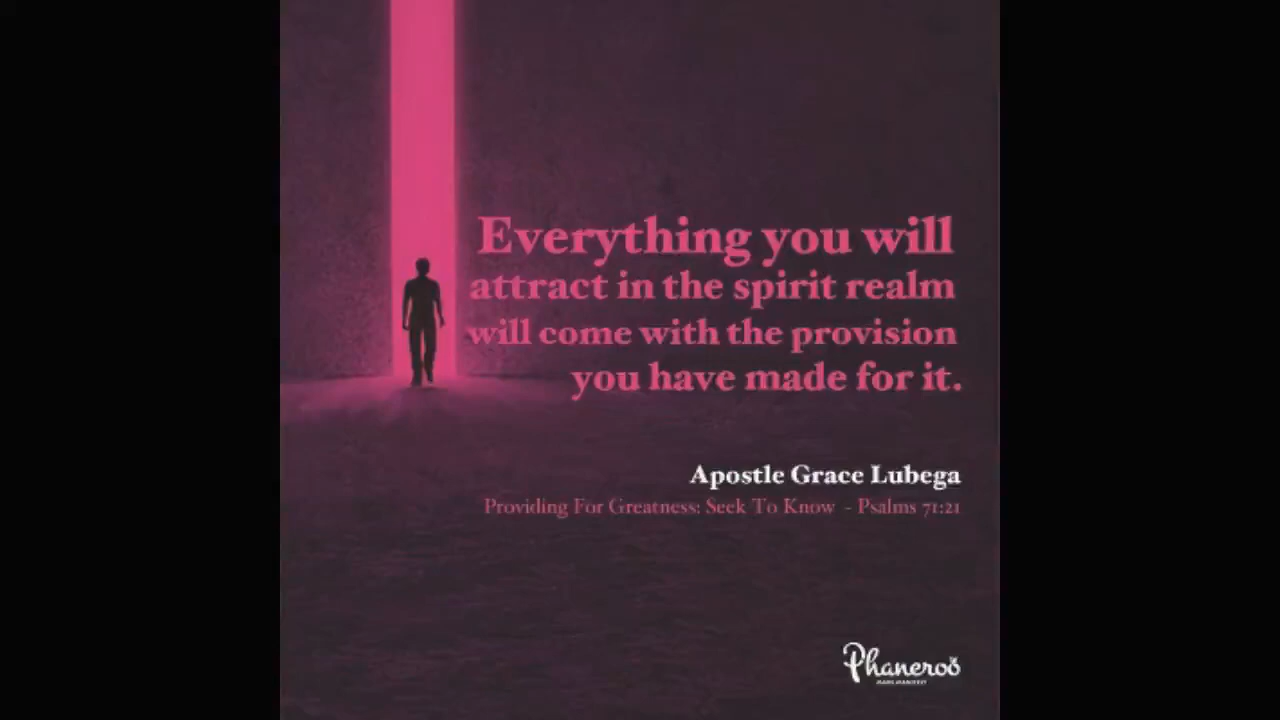 Everything you will
attract in the spirit realm
will come with the provision
you have made for it.
Apostle Grace Lubega
Providing For Greatness: Seek To Know - Psalms 71:21
Phaneroo